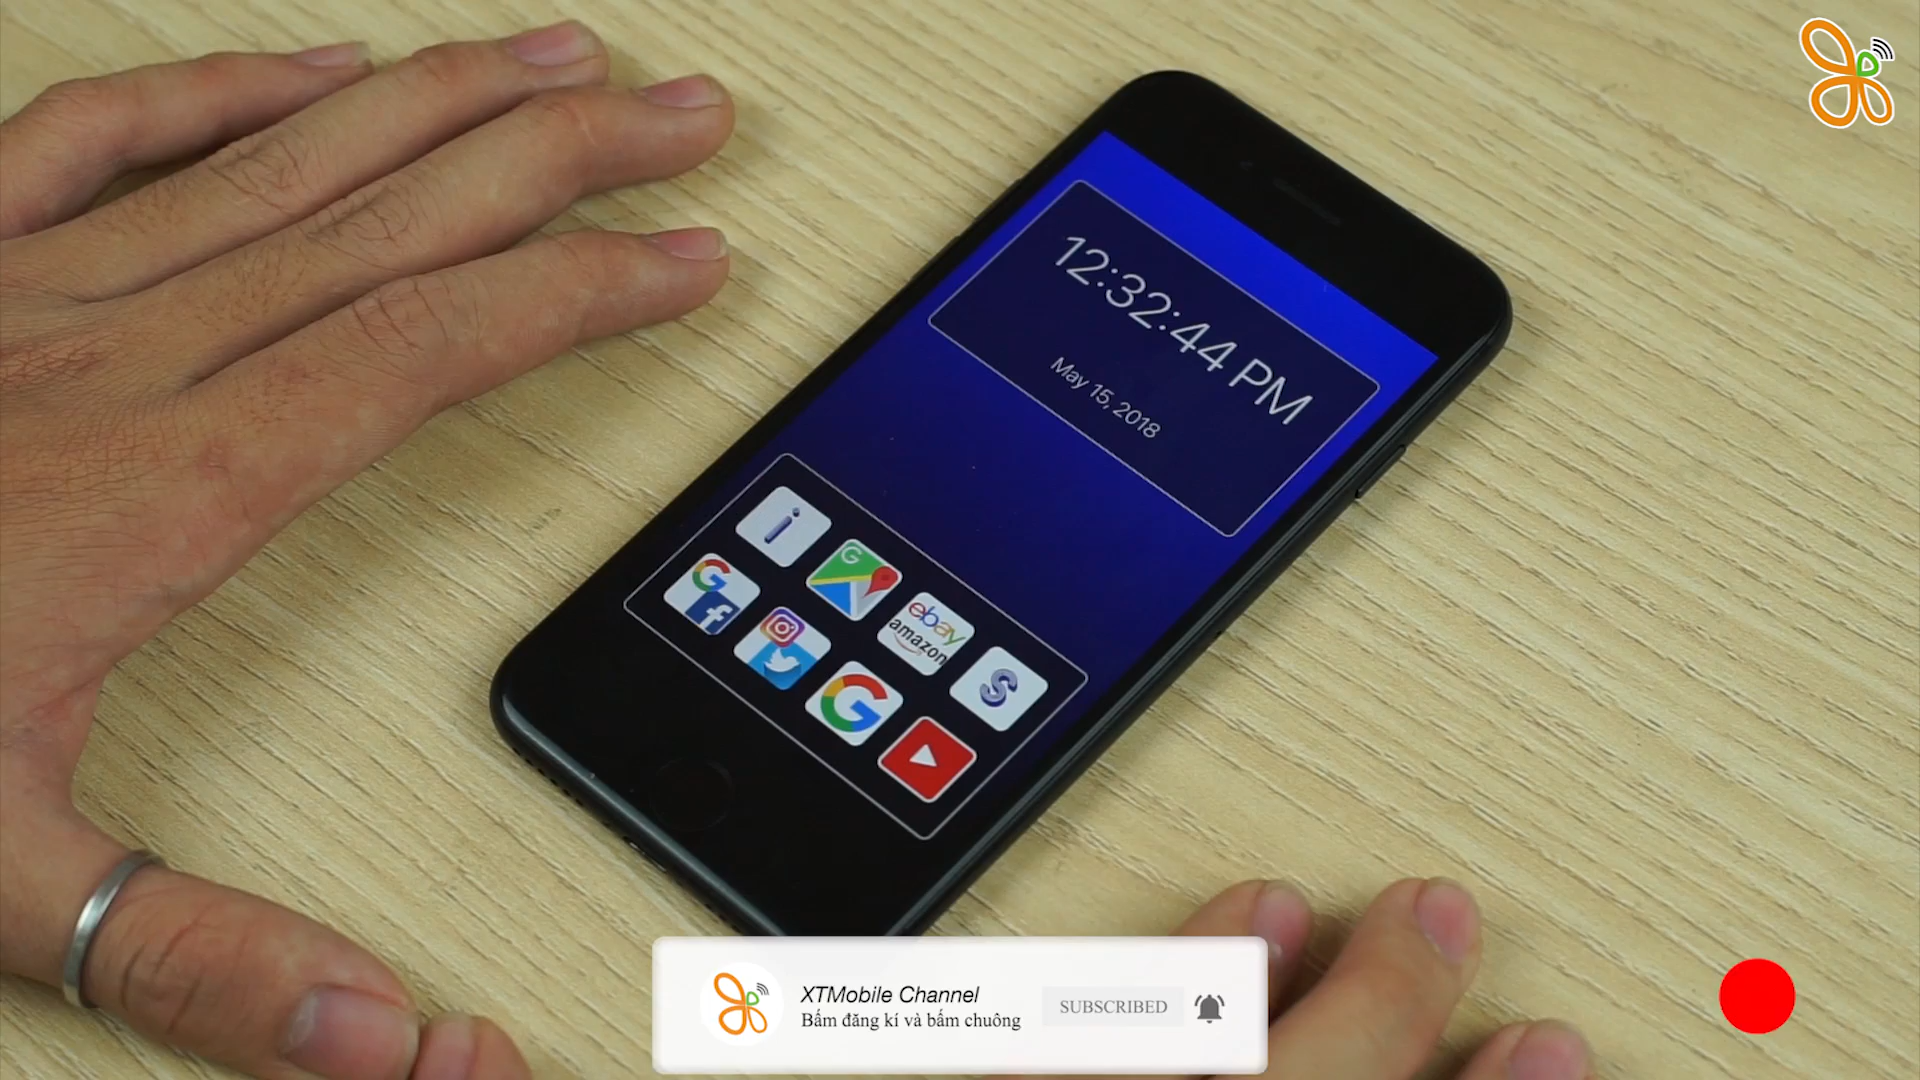 12:32:44 PM
May 15, 2018
i
G
ebay
amazon
S
G
f
G
XTMobile Channel
Bấm đăng kí và bấm chuông
SUBSCRIBED